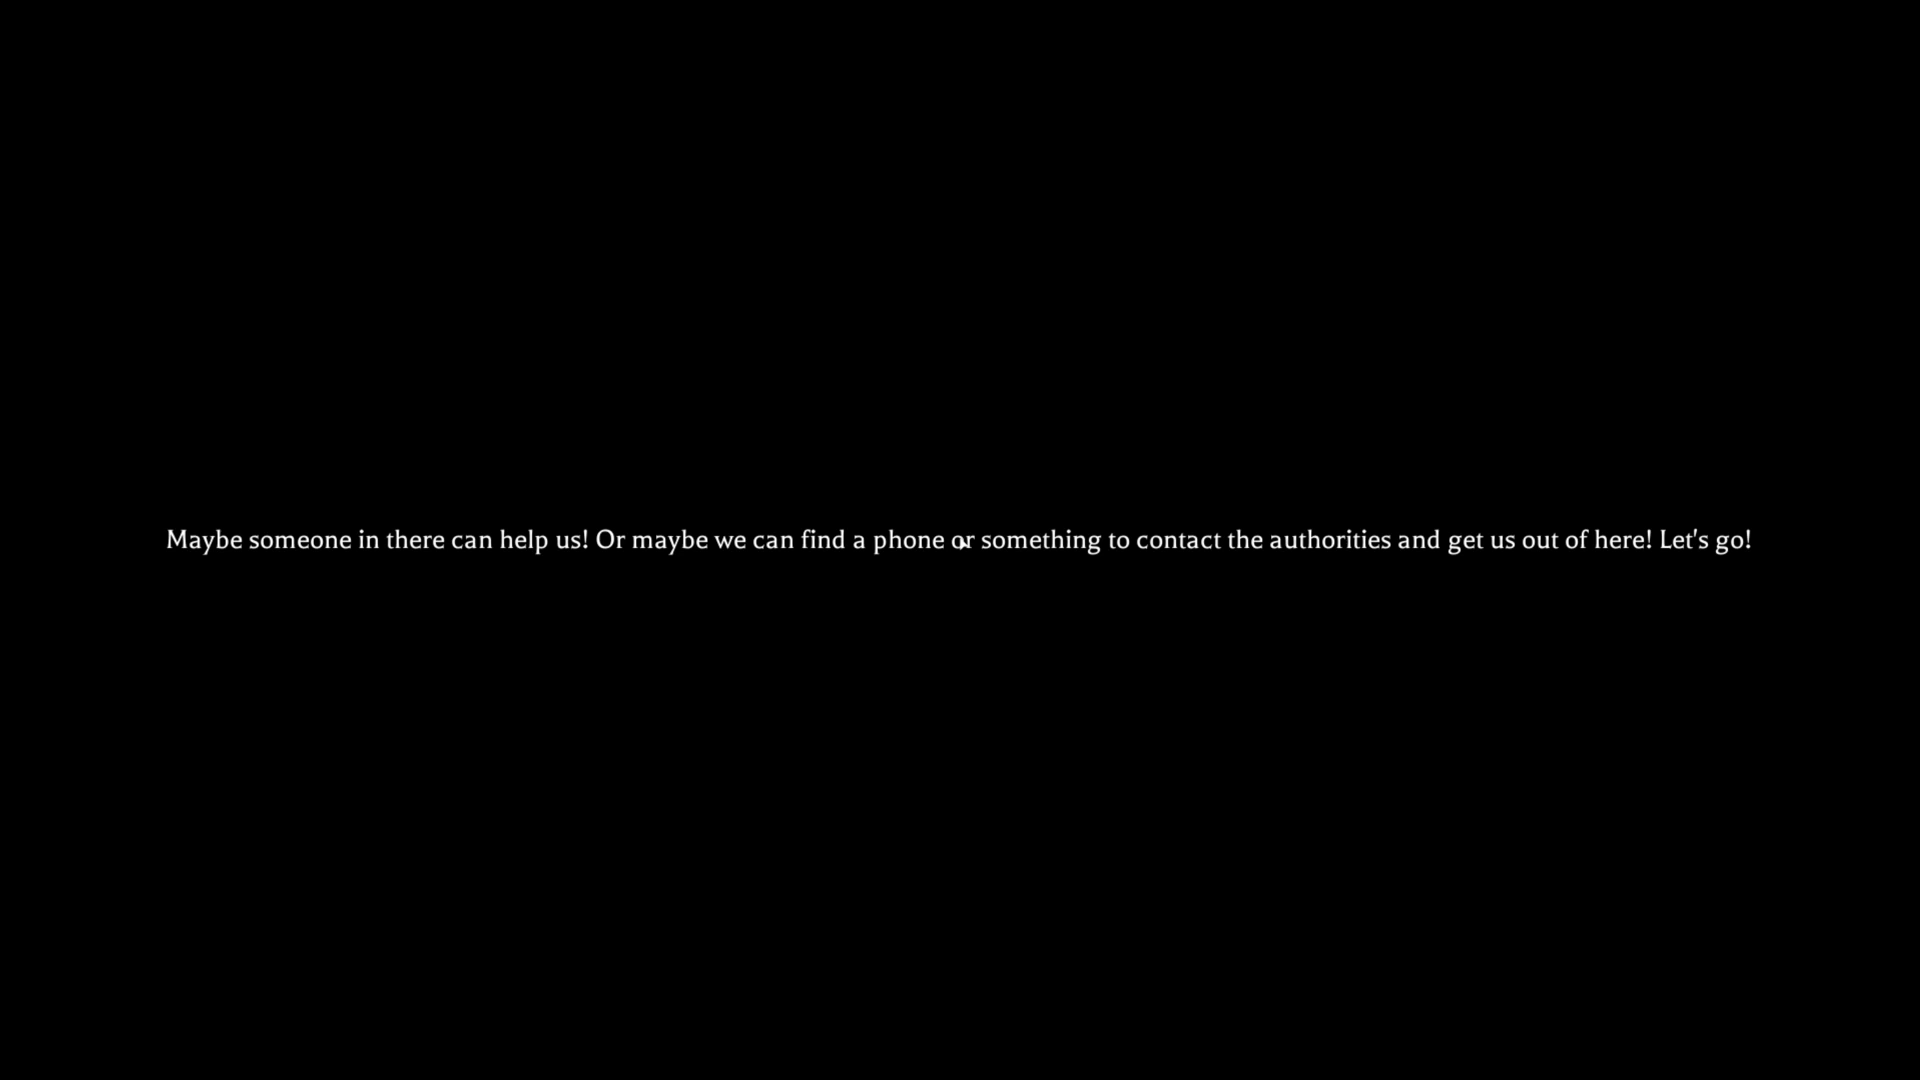 Maybe someone in there can help us! Or maybe we can find a phone or something to contact the authorities and get us out of here! Let's go!